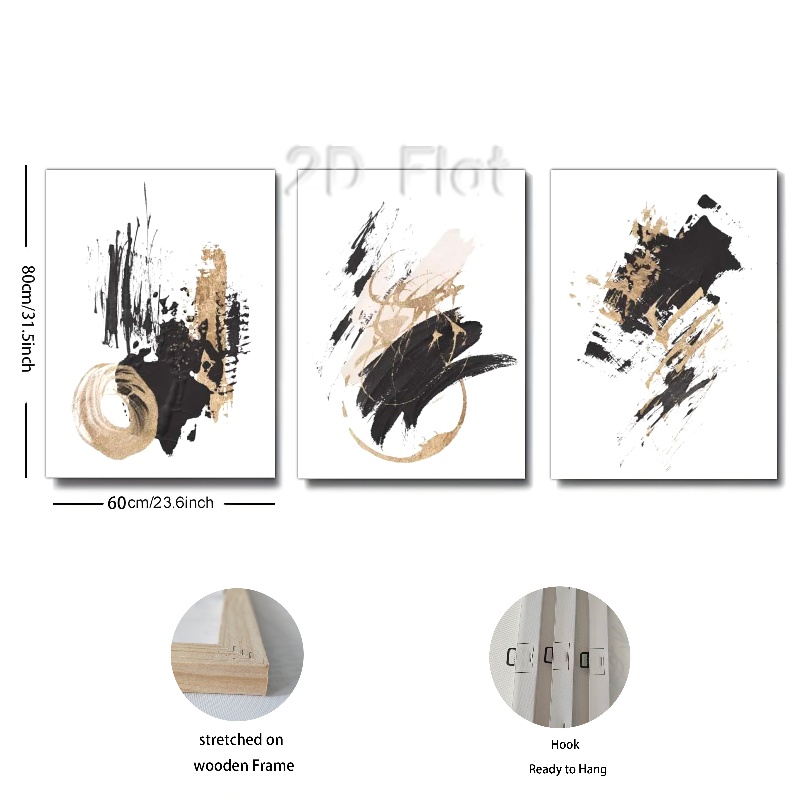 2D Flat
80cm/31.5inch
60cm/23.6inch
stretched on
wooden Frame
Hook
Ready to Hang